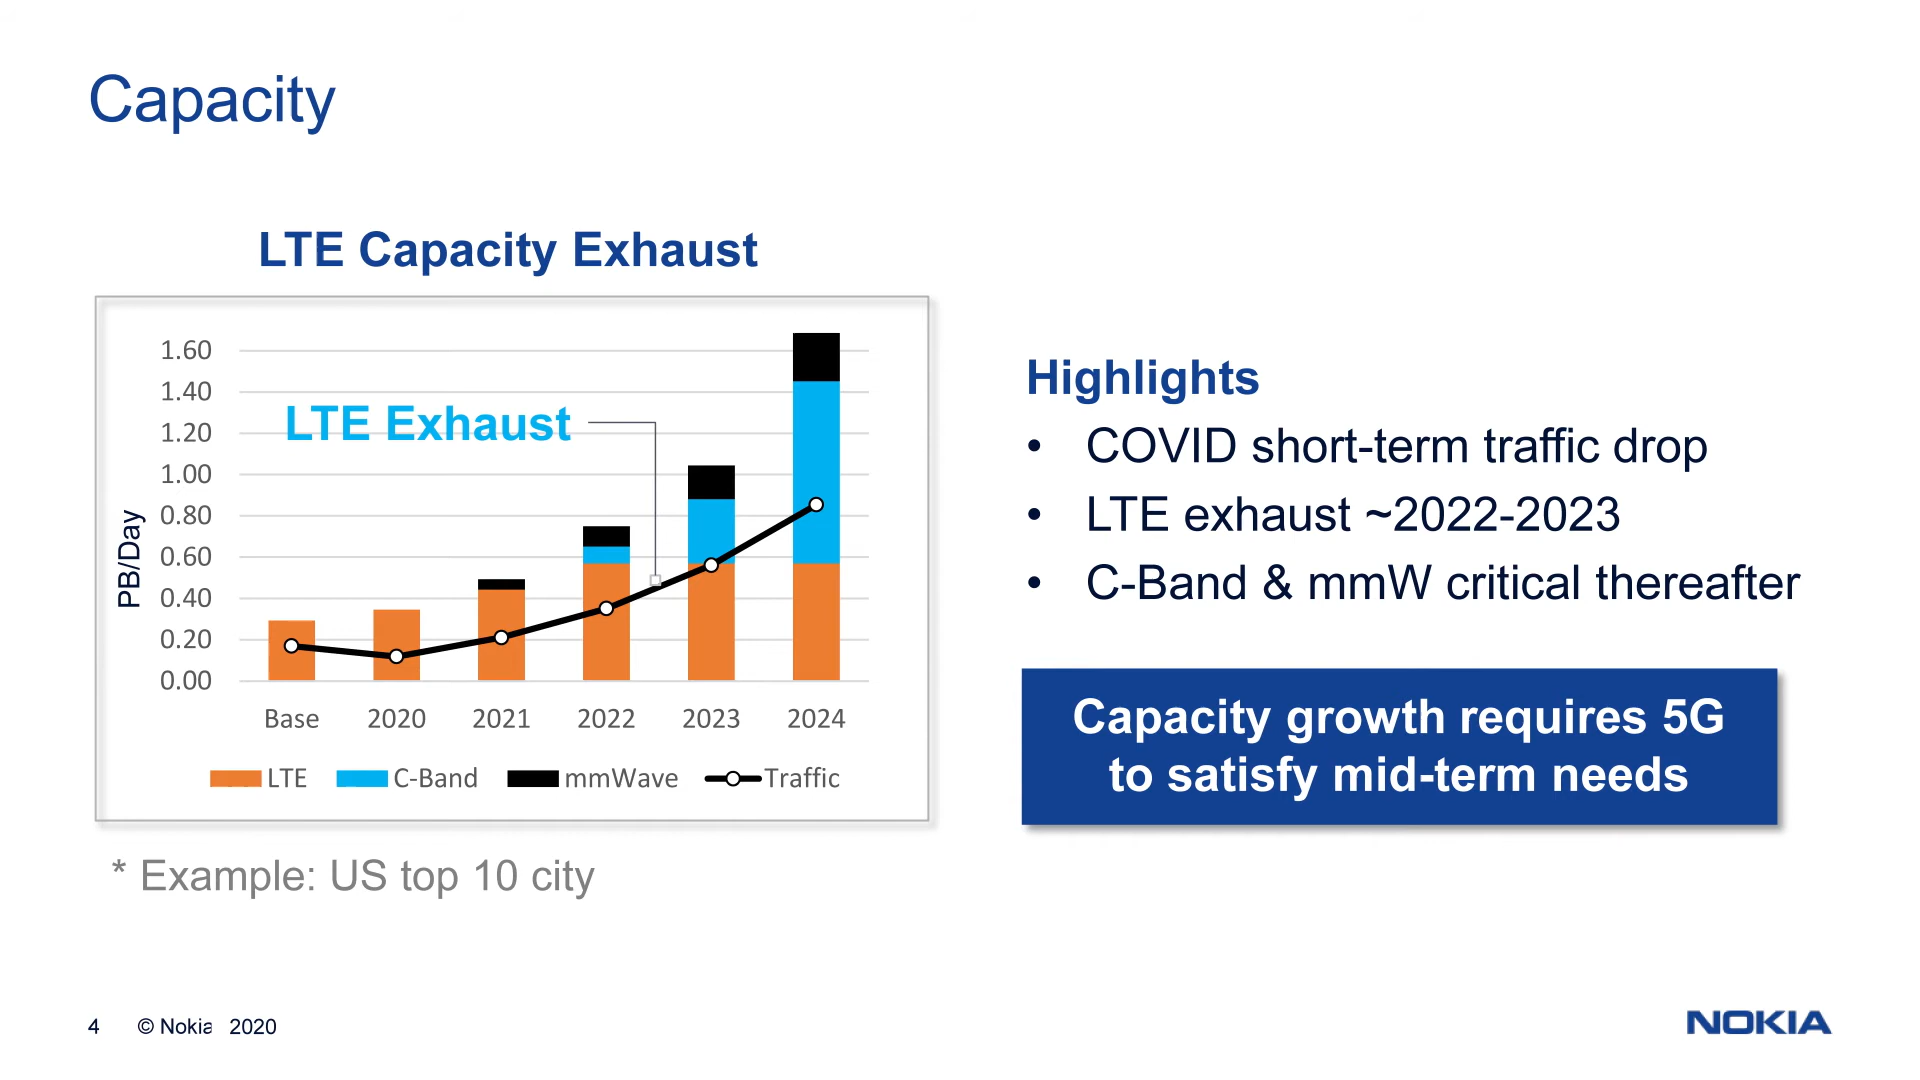 Capacity
LTE Capacity Exhaust
1.60
1.40
1.20
1.00
0.80
0.60
0.40
0.20
0.00
PB/Day
LTE Exhaust
Base 2020 2021 2022 2023 2024
LTE C-Band mmWave Traffic
* Example: US top 10 city
Highlights
• COVID short-term traffic drop
• LTE exhaust ~2022-2023
• C-Band & mmW critical thereafter
Capacity growth requires 5G
to satisfy mid-term needs
4 © Nokia 2020
NOKIA